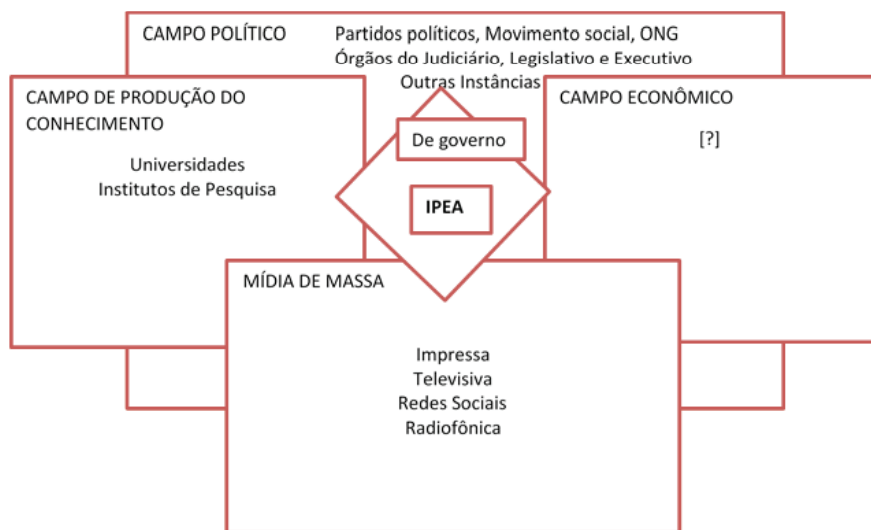 CAMPO POLÍTICO Partidos políticos, Movimento social, ONG
Órgãos do Judiciário, Legislativo e Executivo
Outras Instâncias
CAMPO DE PRODUÇÃO DO
CONHECIMENTO
Universidades
Institutos de Pesquisa
De governo
IPEA
CAMPO ECONÔMICO
[?]
MÍDIA DE MASSA
Impressa
Televisiva
Redes Sociais
Radiofônica